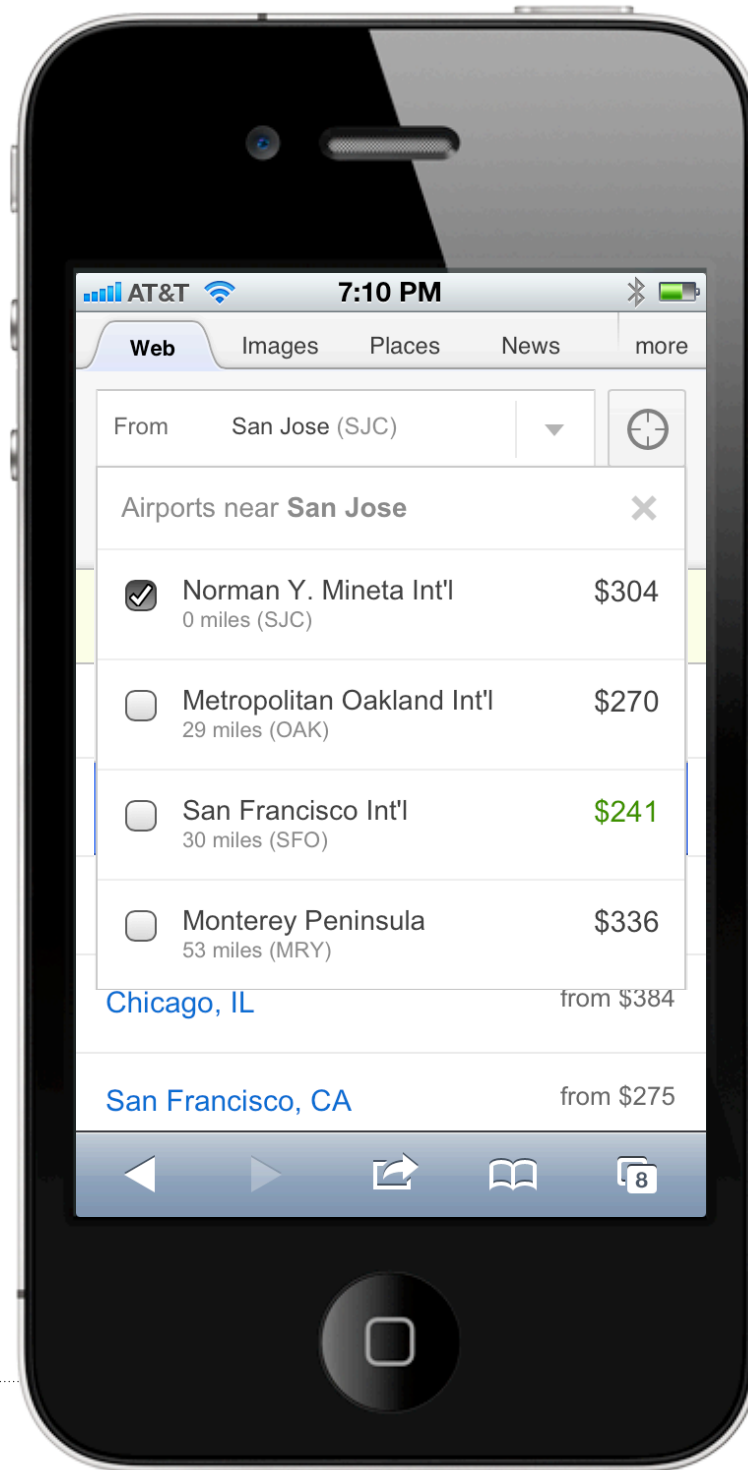 AT&T 7:10 PM
Web Images Places News more
From San Jose (SJC)
Airports near San Jose
Norman Y. Mineta Int'l $304
0 miles (SJC)
Metropolitan Oakland Int'l $270
29 miles (OAK)
San Francisco Int'l $241
30 miles (SFO)
Monterey Peninsula $336
53 miles (MRY)
Chicago, IL from $384
San Francisco, CA from $275
8